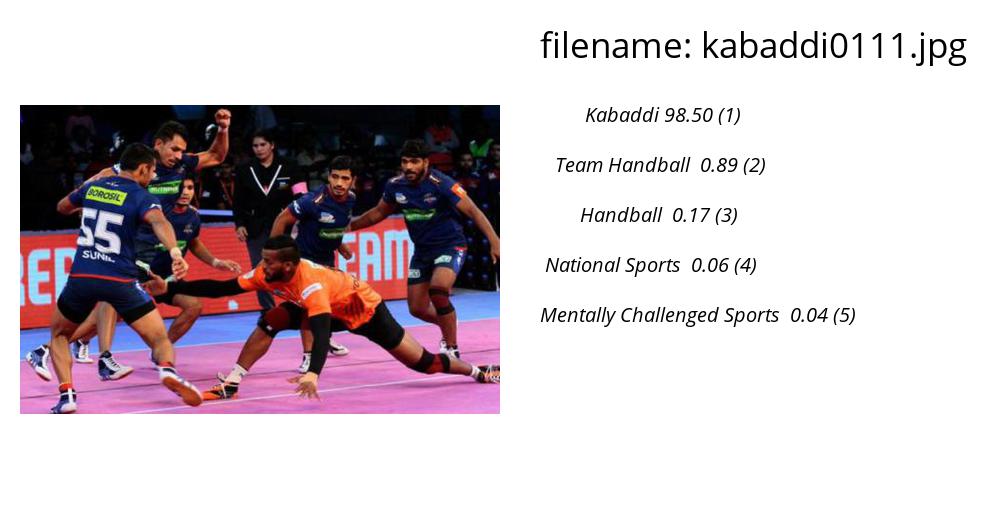 filename: kabaddi0111.jpg
Kabaddi 98.50 (1)
Team Handball 0.89 (2)
Handball 0.17 (3)
National Sports 0.06 (4)
Mentally Challenged Sports 0.04 (5)
BOROSIL
55
SUNIL
REAM